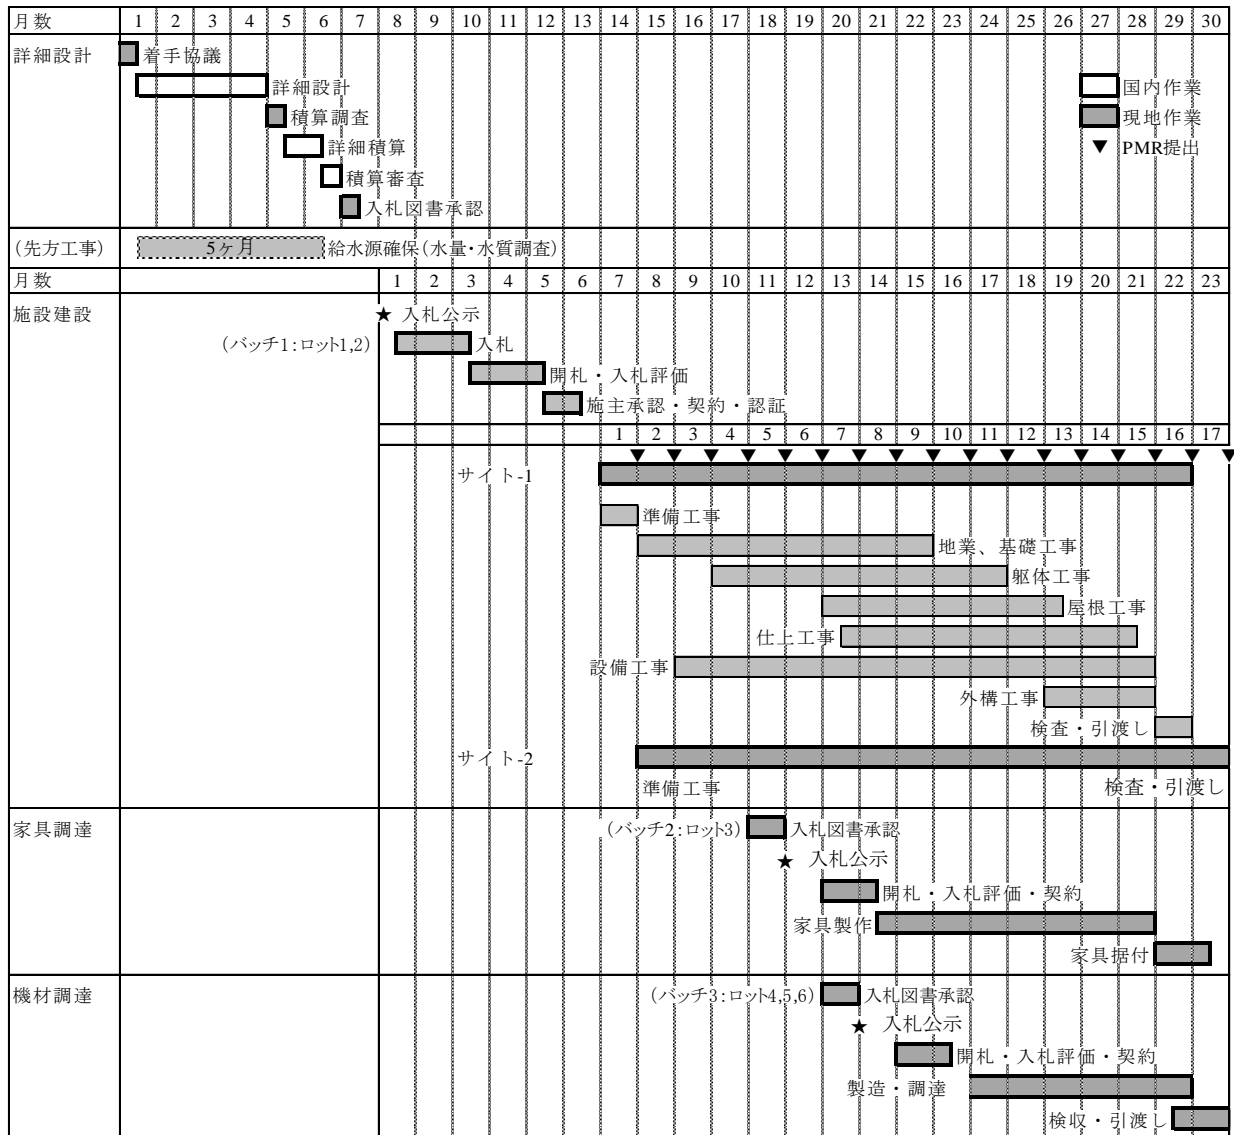 月数 1 2 3 4 5 6 7 8 9 10 11 12 13 14 15 16 17 18 19 20 21 23 24 25 26 27 28 29 30
詳細設計 着手協議
詳細設計 国内作業
積算調査 現地作業
詳細積算 ▼ PMR提出
積算審査
入札図書承認
(先方工事) 5ヶ月 給水源確保(水量・水質調査)
月数 1 2 3 4 5 6 7 8 9 10 11 12 13 14 15 16 17 18 19 20 21 22 23
施設建設 ★ 入札公示
(バッチ1:ロット1,2) 入札
開札・入札評価
施主承認・契約・認証
1 2 3 4 5 6 7 8 9 10 11 12 13 14 15 16 17
サイト-1
準備工事
地業、基礎工事
躯体工事
屋根工事
仕上工事
設備工事
外構工事
検査・引渡し
サイト-2
準備工事 検査・引渡し
家具調達 (バッチ2:ロット3) 入札図書承認
★ 入札公示
開札・入札評価・契約
家具製作
家具据付
機材調達 (バッチ3:ロット4,5,6) 入札図書承認
★ 入札公示
開札・入札評価・契約
製造・調達
検収・引渡し